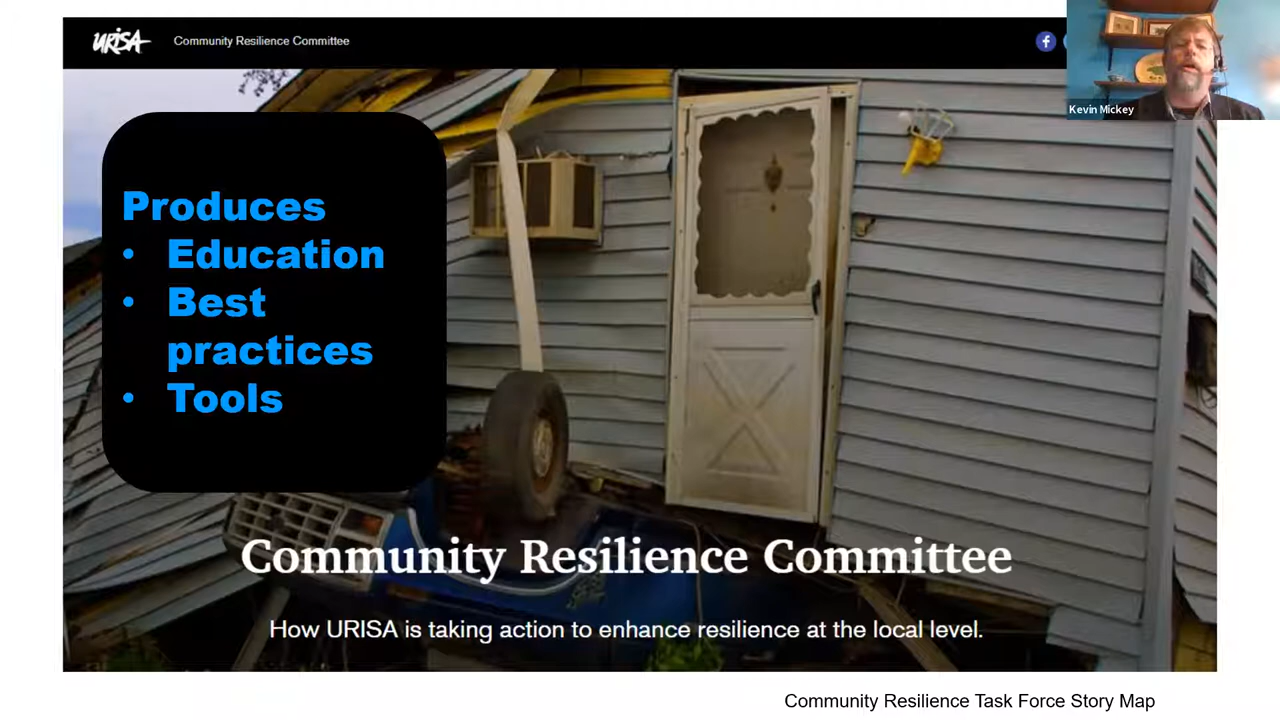 URISA
Community Resilience Committee
Kevin Mickey
Produces
• Education
• Best
practices
• Tools
Community Resilience Committee
How URISA is taking action to enhance resilience at the local level.
Community Resilience Task Force Story Map